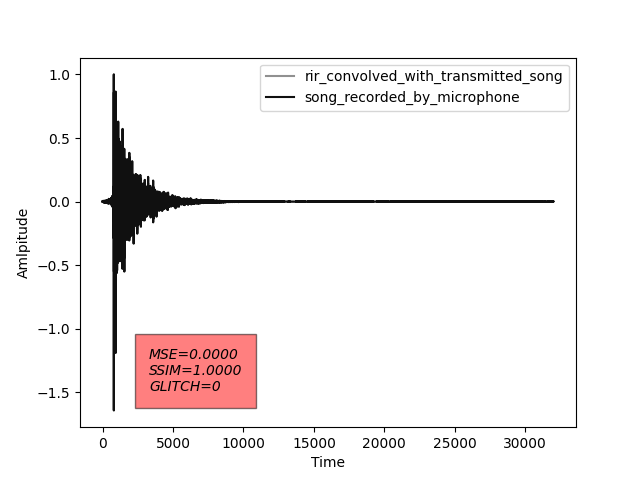 rir_convolved_with_transmitted_song
song_recorded_by_microphone
1.0
0.5
0.0
−0.5
−1.0
−1.5
Amlpitude
MSE=0.0000
SSIM=1.0000
GLITCH=0
0
5000
10000
15000
20000
25000
30000
Time